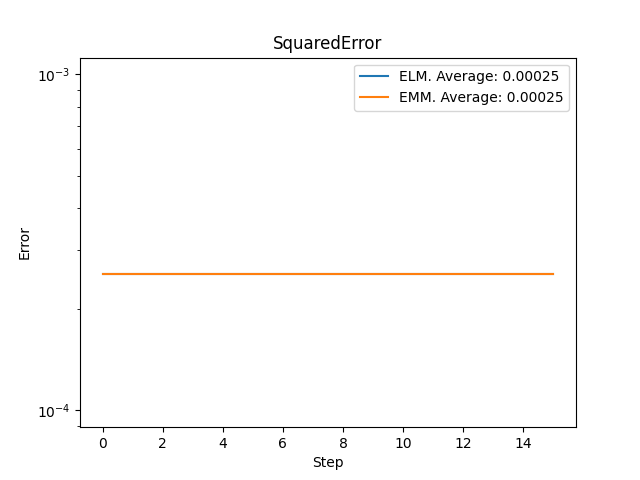 SquaredError
ELM. Average: 0.00025
EMM. Average: 0.00025
10⁻³
10⁻⁴
Error
0 2 4 6 8 10 12 14
Step